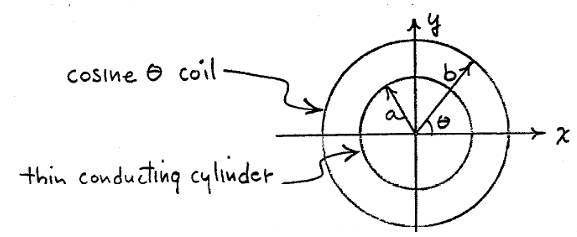 y
cosine θ coil
b
a
θ
x
thin conducting cylinder